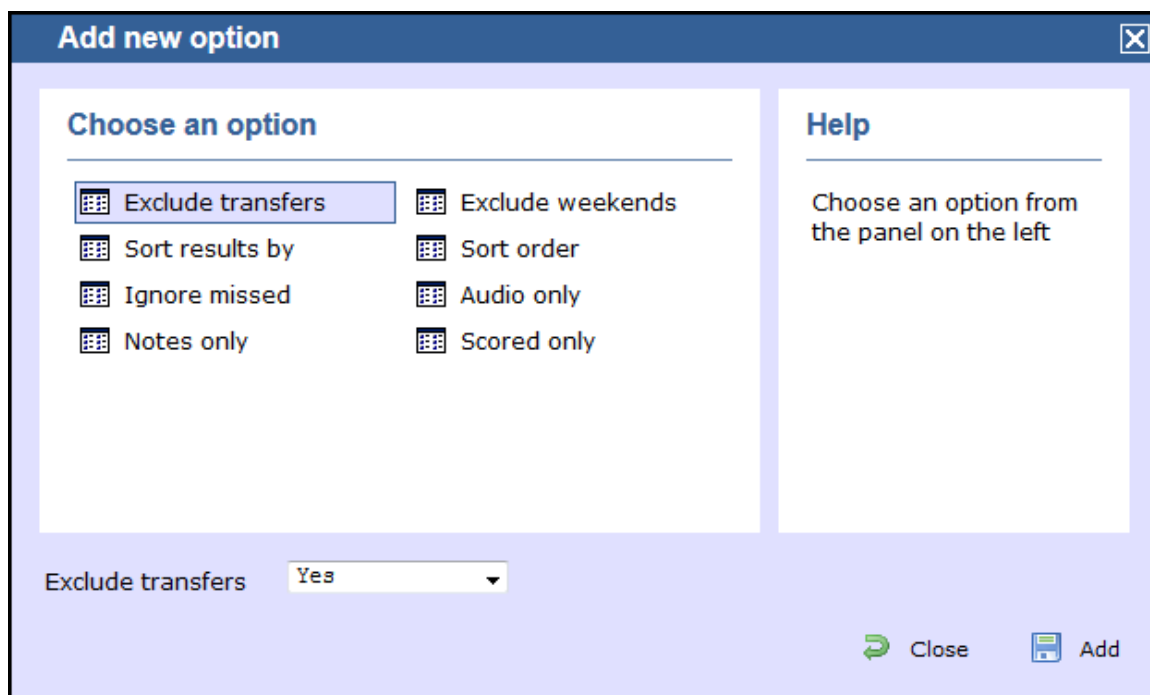 Add new option
Choose an option
Exclude transfers
Exclude weekends
Sort results by
Sort order
Ignore missed
Audio only
Notes only
Scored only
Help
Choose an option from
the panel on the left
Exclude transfers
Yes
Close
Add